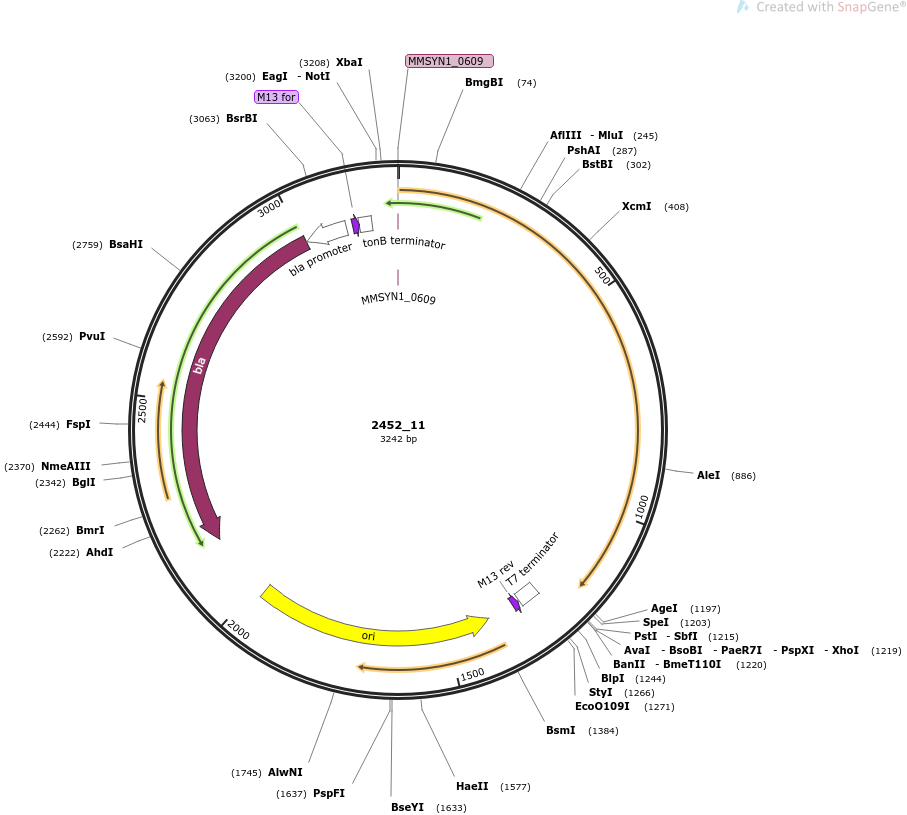 Created with SnapGene®
(3208) XbaI
MMSYN1_0609
(3200) EagI - NotI
BmgBI (74)
M13 for
(3063) BsrBI
AflIII - MluI (245)
PshAI (287)
BstBI (302)
XcmI (408)
3000
(2759) BsaHI
tonB terminator
bla promoter
500
MMSYN1_0609
(2592) PvuI
bla
2500
(2444) FspI
2452_11
3242 bp
(2370) NmeAIII
(2342) BglI
AleI (886)
1000
(2262) BmrI
(2222) AhdI
T7 terminator
M13 rev
AgeI (1197)
SpeI (1203)
2000
ori
PstI - SbfI (1215)
AvaI - BsoBI - PaeR7I - PspXI - XhoI (1219)
BanII - BmeT110I (1220)
1500
BlpI (1244)
StyI (1266)
EcoO109I (1271)
BsmI (1384)
(1745) AlwNI
HaeII (1577)
(1637) PspFI
BseYI (1633)